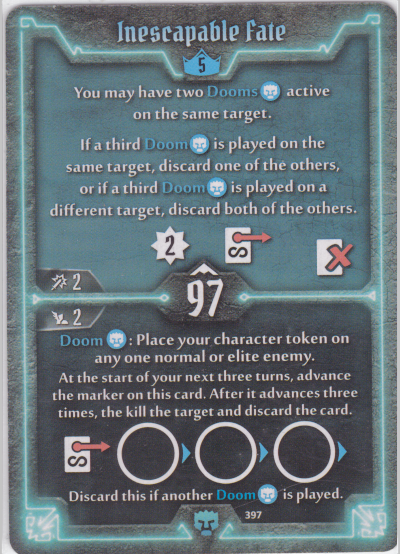 Inescapable Fate
5
You may have two Dooms active
on the same target.
If a third Doom is played on the
same target, discard one of the others,
or if a third Doom is played on a
different target, discard both of the others.
2
S
2
97
2
Doom : Place your character token on
any one normal or elite enemy.
At the start of your next three turns, advance
the marker on this card. After it advances three
times, the kill the target and discard the card.
S
Discard this if another Doom is played.
397